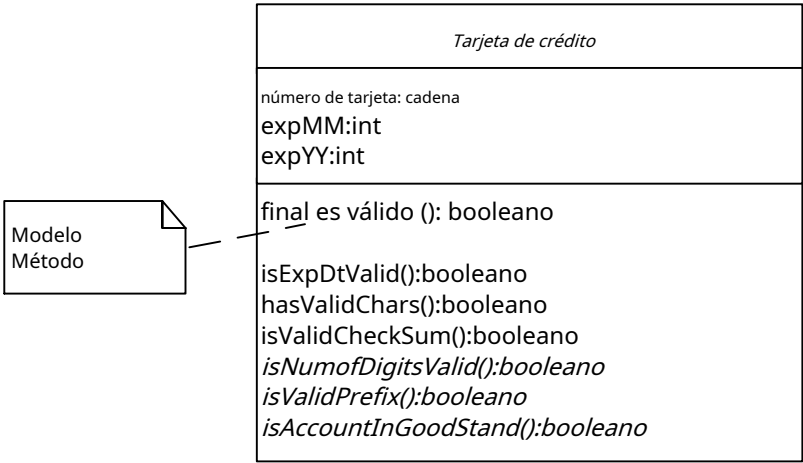 Tarjeta de crédito
número de tarjeta: cadena
expMM:int
expYY:int
final es válido (): booleano
Modelo
Método
isExpDtValid():booleano
hasValidChars():booleano
isValidCheckSum():booleano
isNumofDigitsValid():booleano
isValidPrefix():booleano
isAccountInGoodStand():booleano